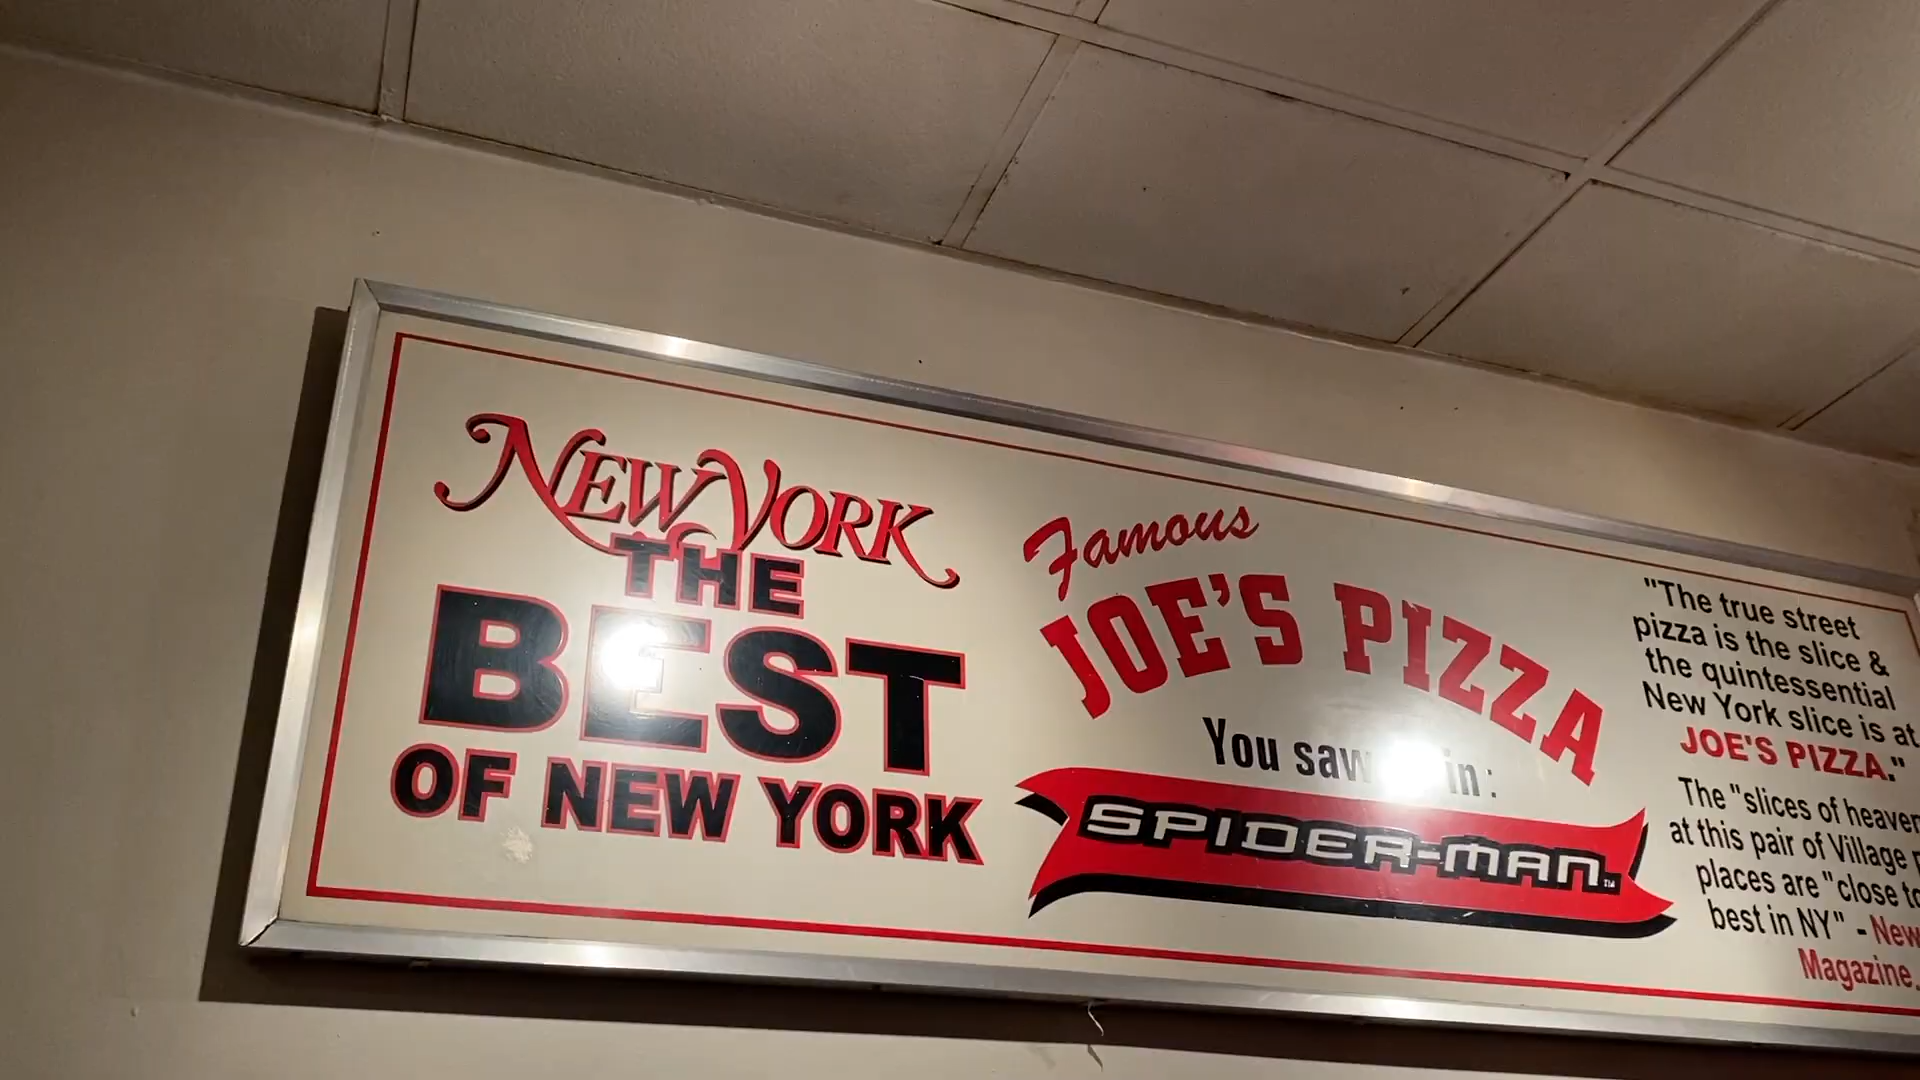 NEW YORK
THE
BEST
OF NEW YORK
Famous
JOE'S PIZZA
You saw in:
SPIDER-MAN™
"The true street
pizza is the slice &
the quintessential
New York slice is at
JOE'S PIZZA."
The "slices of heaven
at this pair of Village
places are "close to
best in NY" - New
Magazine.